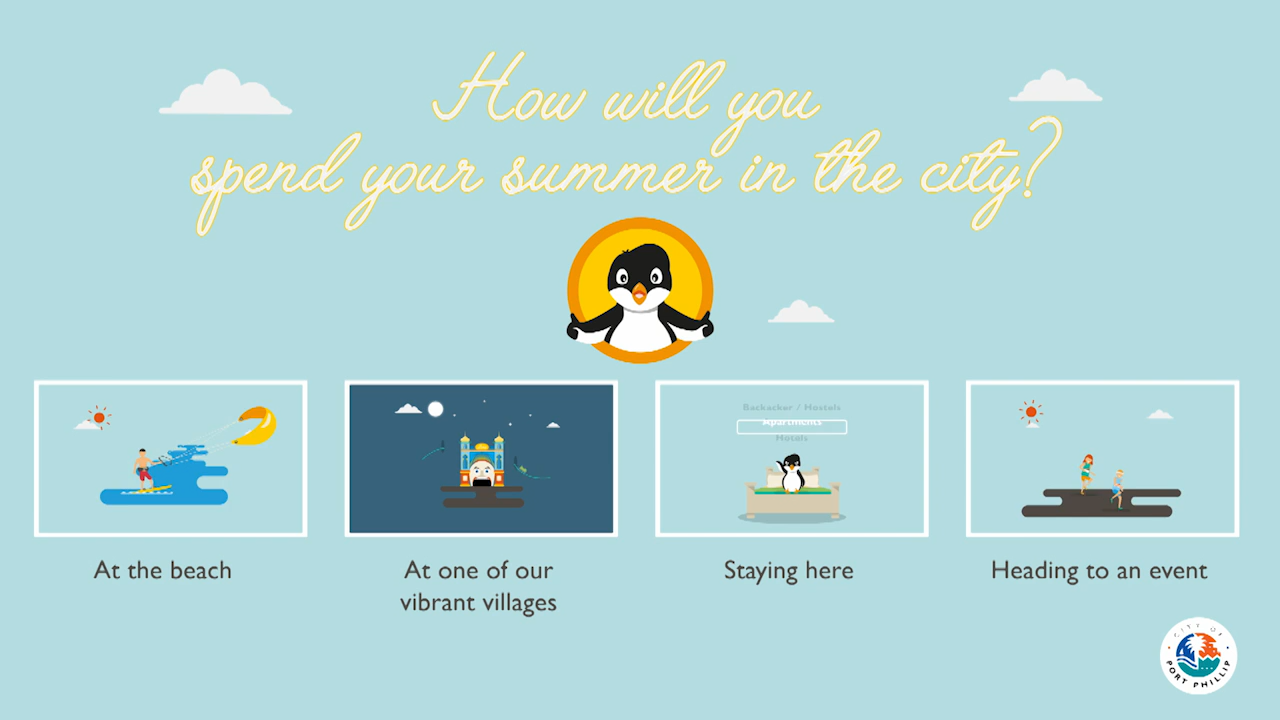 How will you
spend your summer in the city?
Backacker / Hostels
Apartments
Hotels
At the beach
At one of our
vibrant villages
Staying here
Heading to an event
CITY OF
PORT PHILLIP